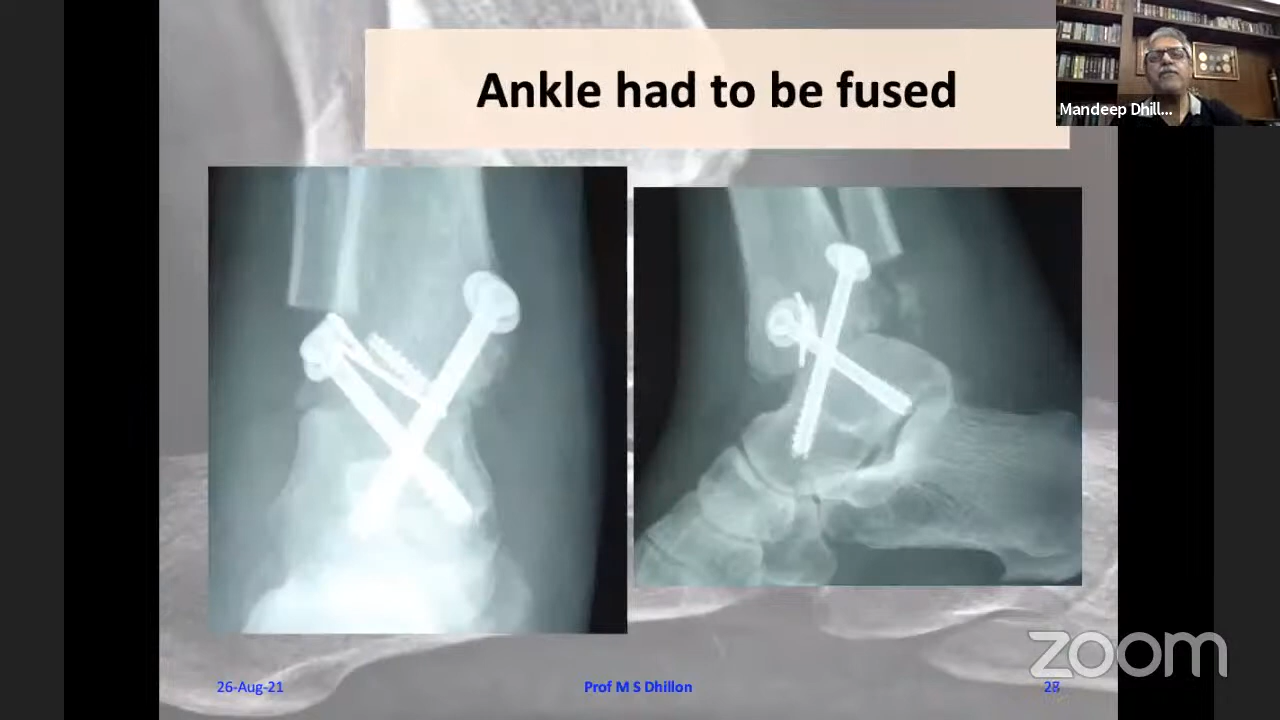 Ankle had to be fused
Mandeep Dhill...
26-Aug-21
Prof M S Dhillon
28
zoom